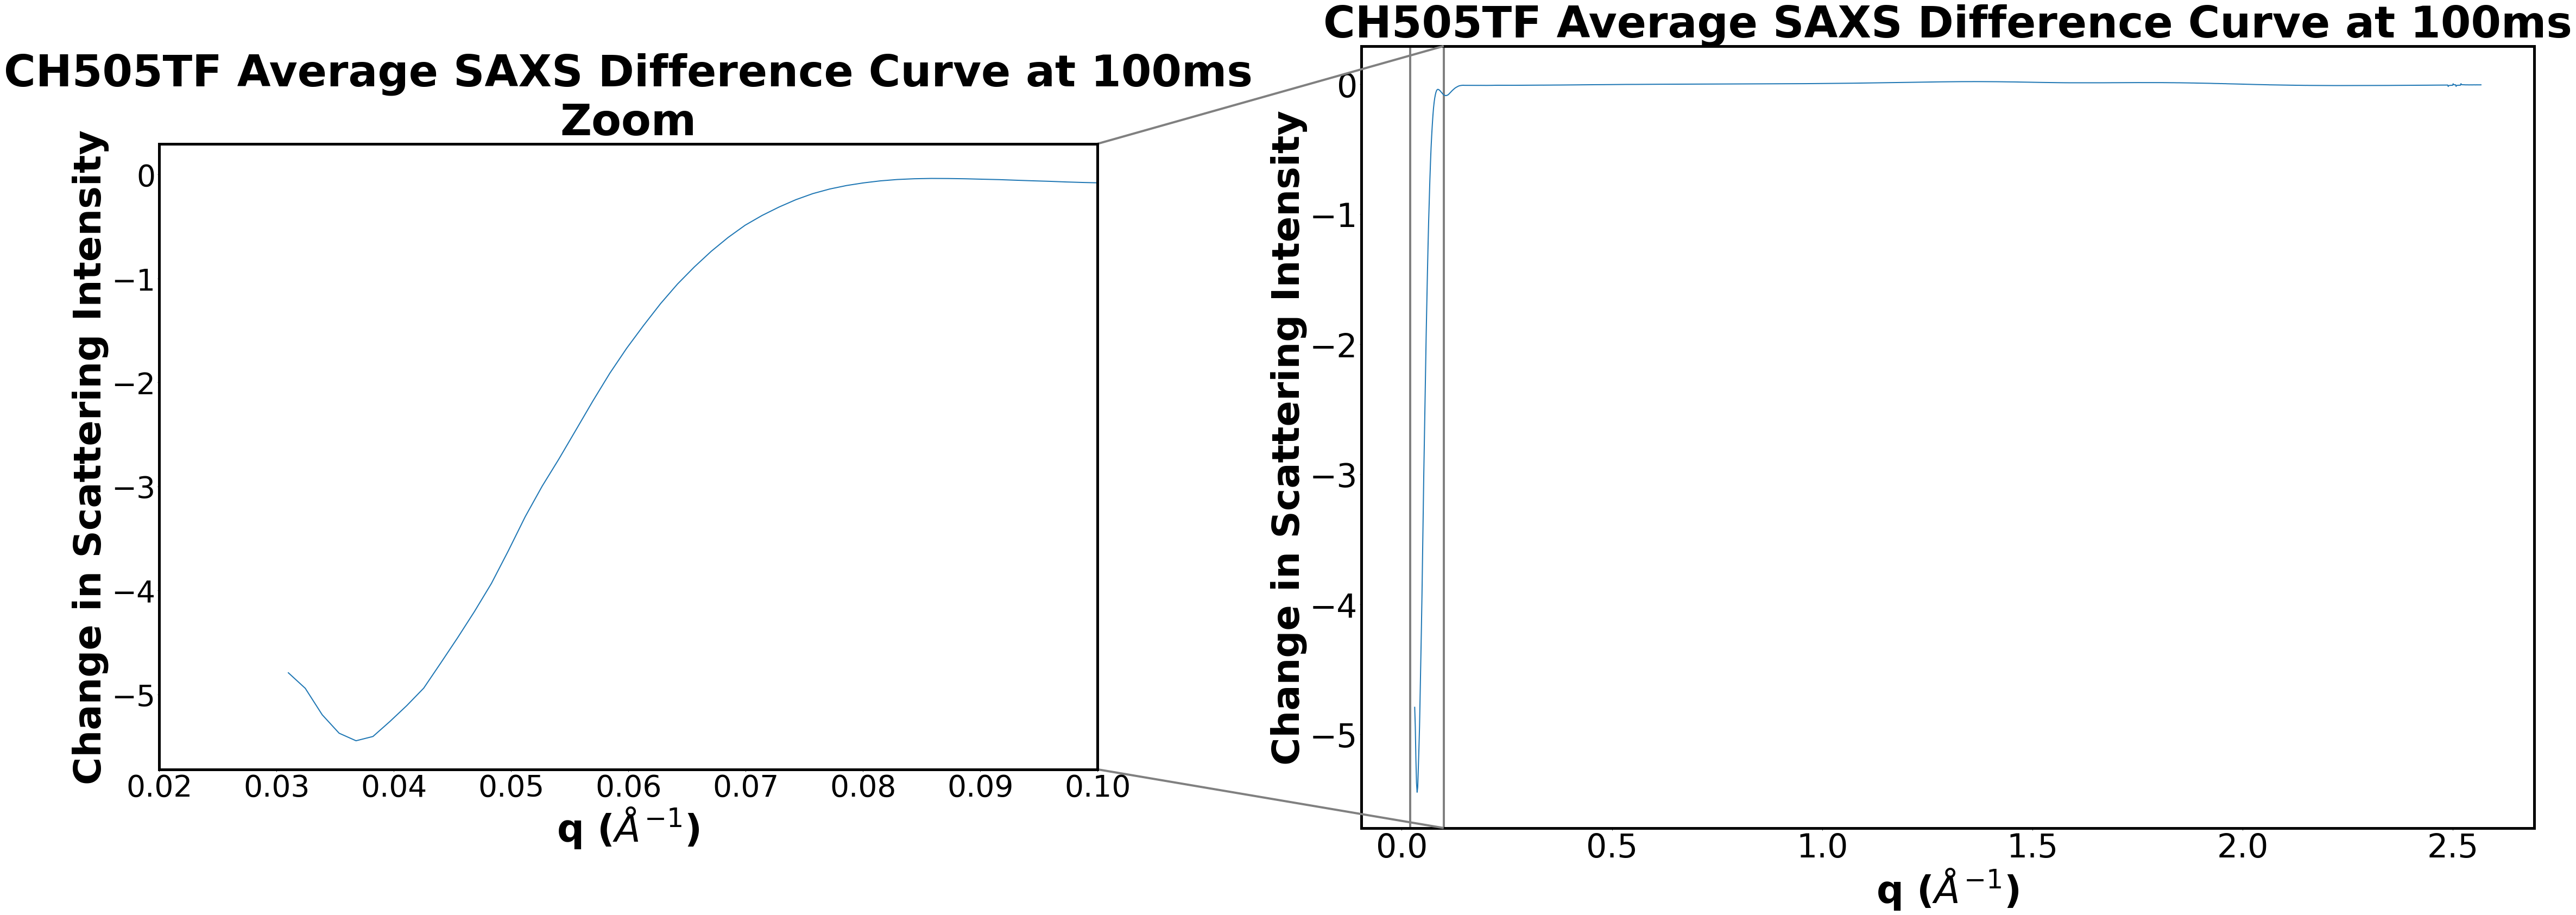 CH505TF Average SAXS Difference Curve at 100ms
Zoom
Change in Scattering Intensity
0
−1
−2
−3
−4
−5
0.02 0.03 0.04 0.05 0.06 0.07 0.08 0.09 0.10
q (Å⁻¹)
CH505TF Average SAXS Difference Curve at 100ms
Change in Scattering Intensity
0
−1
−2
−3
−4
−5
0.0 0.5 1.0 1.5 2.0 2.5
q (Å⁻¹)